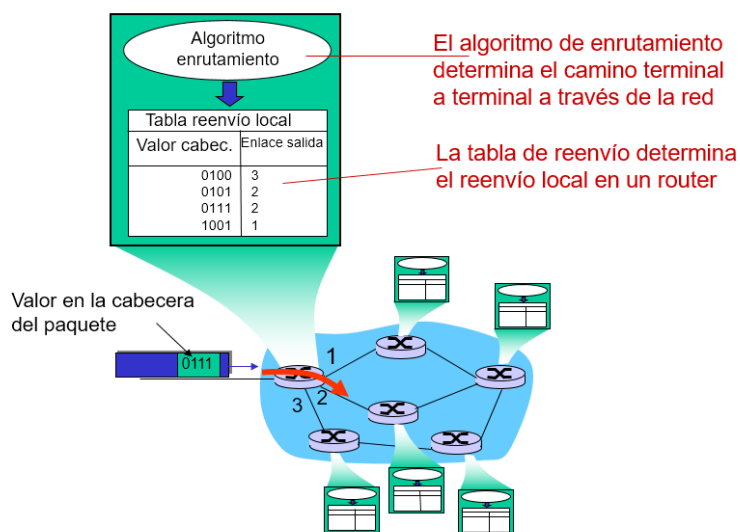 Algoritmo
enrutamiento
El algoritmo de enrutamiento
determina el camino terminal
a terminal a través de la red
Tabla reenvío local
Valor cabec. Enlace salida
0100 3
0101 2
0111 2
1001 1
La tabla de reenvío determina
el reenvío local en un router
Valor en la cabecera
del paquete
0111
1
2
3